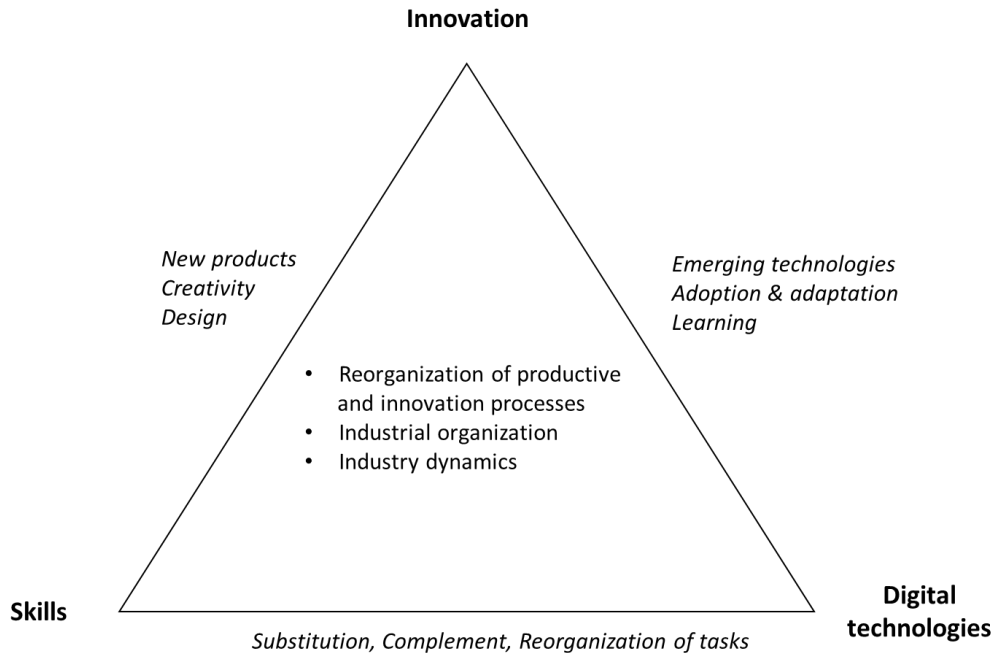 Innovation
New products
Creativity
Design
Emerging technologies
Adoption & adaptation
Learning
• Reorganization of productive
and innovation processes
• Industrial organization
• Industry dynamics
Skills
Digital
technologies
Substitution, Complement, Reorganization of tasks